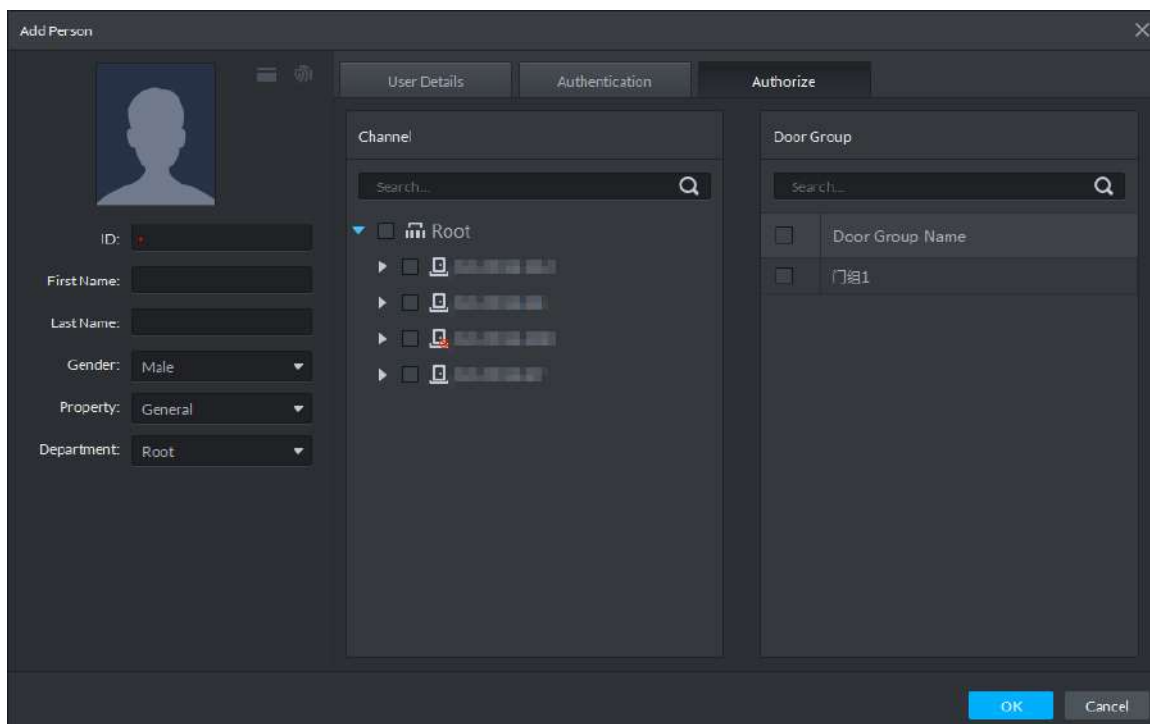 Add Person
User Details
Authentication
Authorize
Channel
Door Group
Search...
Search...
ID:
First Name:
Last Name:
Gender: Male
Property: General
Department: Root
Root
Door Group Name
门组1
OK
Cancel